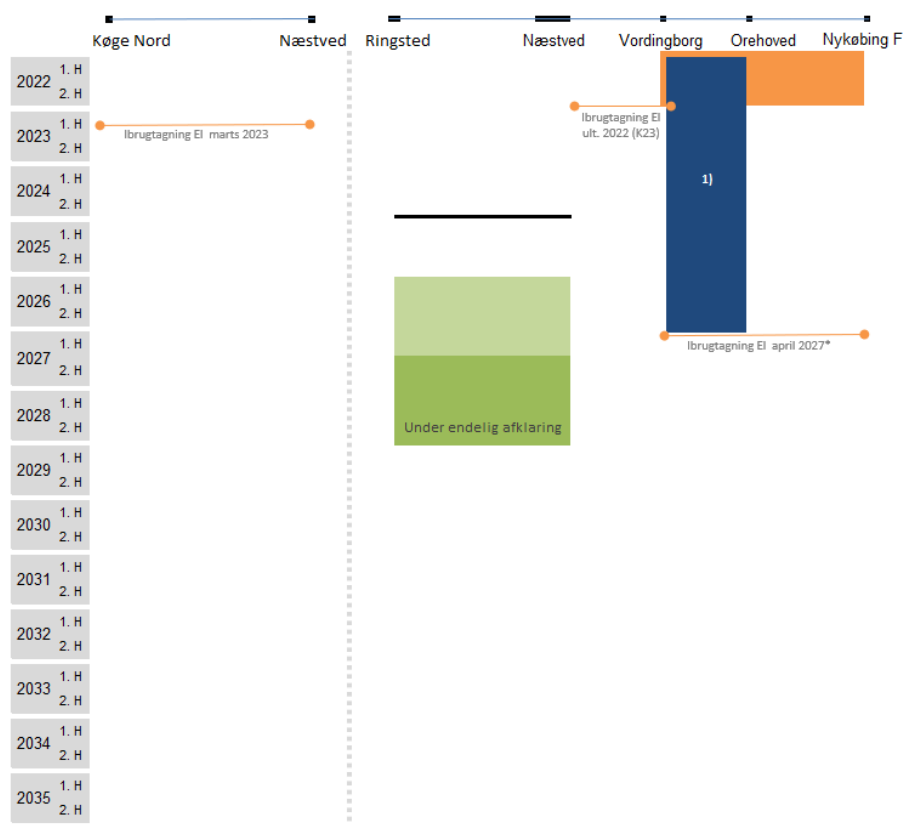 Køge Nord Næstved Ringsted Næstved Vordingborg Orehoved Nykøbing F
2022 1. H
2. H
Ibrugtagning El
ult. 2022 (K23)
2023 1. H
2. H
Ibrugtagning El marts 2023
2024 1. H
2. H
1)
2025 1. H
2. H
2026 1. H
2. H
2027 1. H
2. H
Ibrugtagning El april 2027*
2028 1. H
2. H
Under endelig afklaring
2029 1. H
2. H
2030 1. H
2. H
2031 1. H
2. H
2032 1. H
2. H
2033 1. H
2. H
2034 1. H
2. H
2035 1. H
2. H